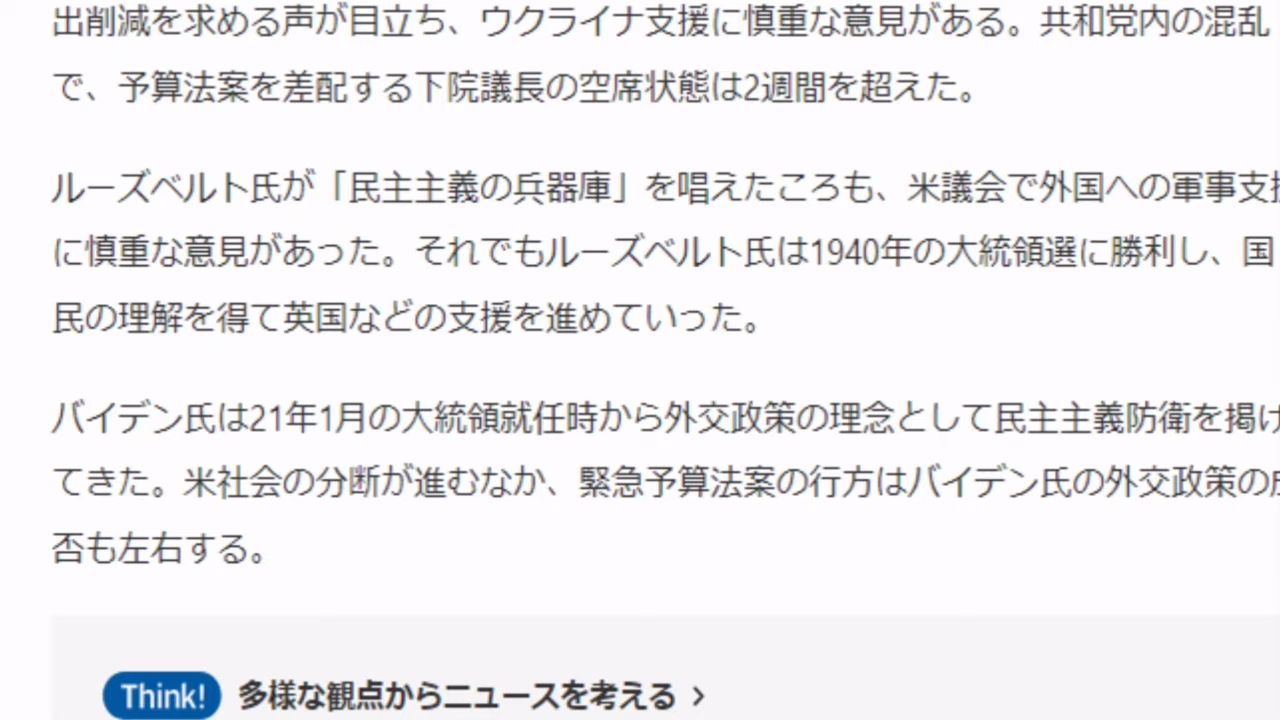 出削減を求める声が目立ち、ウクライナ支援に慎重な意見がある。共和党内の混乱
で、予算法案を差配する下院議長の空席状態は2週間を超えた。
ルーズベルト氏が「民主主義の兵器庫」を唱えたころも、米議会で外国への軍事支援
に慎重な意見があった。それでもルーズベルト氏は1940年の大統領選に勝利し、国
民の理解を得て英国などの支援を進めていった。
バイデン氏は21年1月の大統領就任時から外交政策の理念として民主主義防衛を掲げ
てきた。米社会の分断が進むなか、緊急予算法案の行方はバイデン氏の外交政策の成
否も左右する。
Think! 多様な観点からニュースを考える >